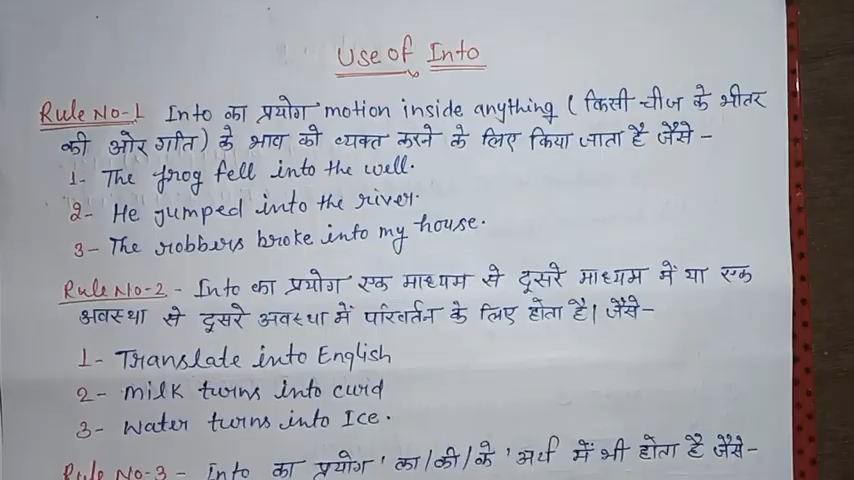 Use of Into
Rule No-1 Into का प्रयोग motion inside anything ( किसी चीज के भीतर
की ओर गति) के भाव को व्यक्त करने के लिए किया जाता है जैसे -
1- The frog fell into the well.
2- He jumped into the river.
3- The robbers broke into my house.
Rule No-2 - Into का प्रयोग एक माध्यम से दूसरे माध्यम में या एक
अवस्था से दूसरे अवस्था में परिवर्तन के लिए होता है। जैसे-
1- Translate into English
2- Milk turns into curd
3- Water turns into Ice.
Rule No-3 - Into का प्रयोग 'का/की/के' अर्थ में भी होता है जैसे-